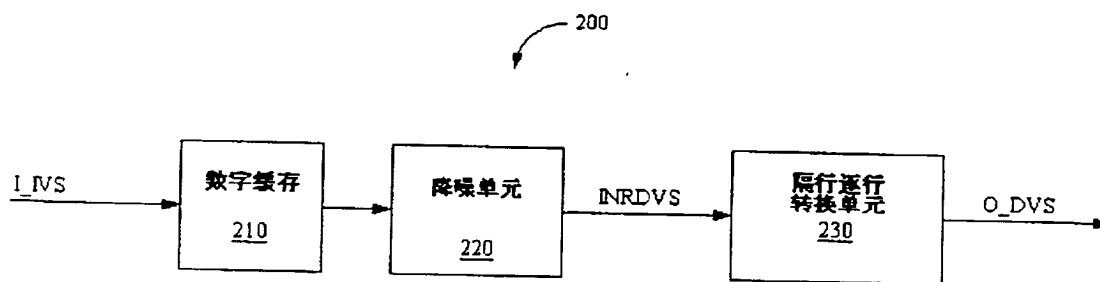 200
I_IVS
数字缓存
210
降噪单元
220
INRDVS
隔行逐行
转换单元
230
O_DVS